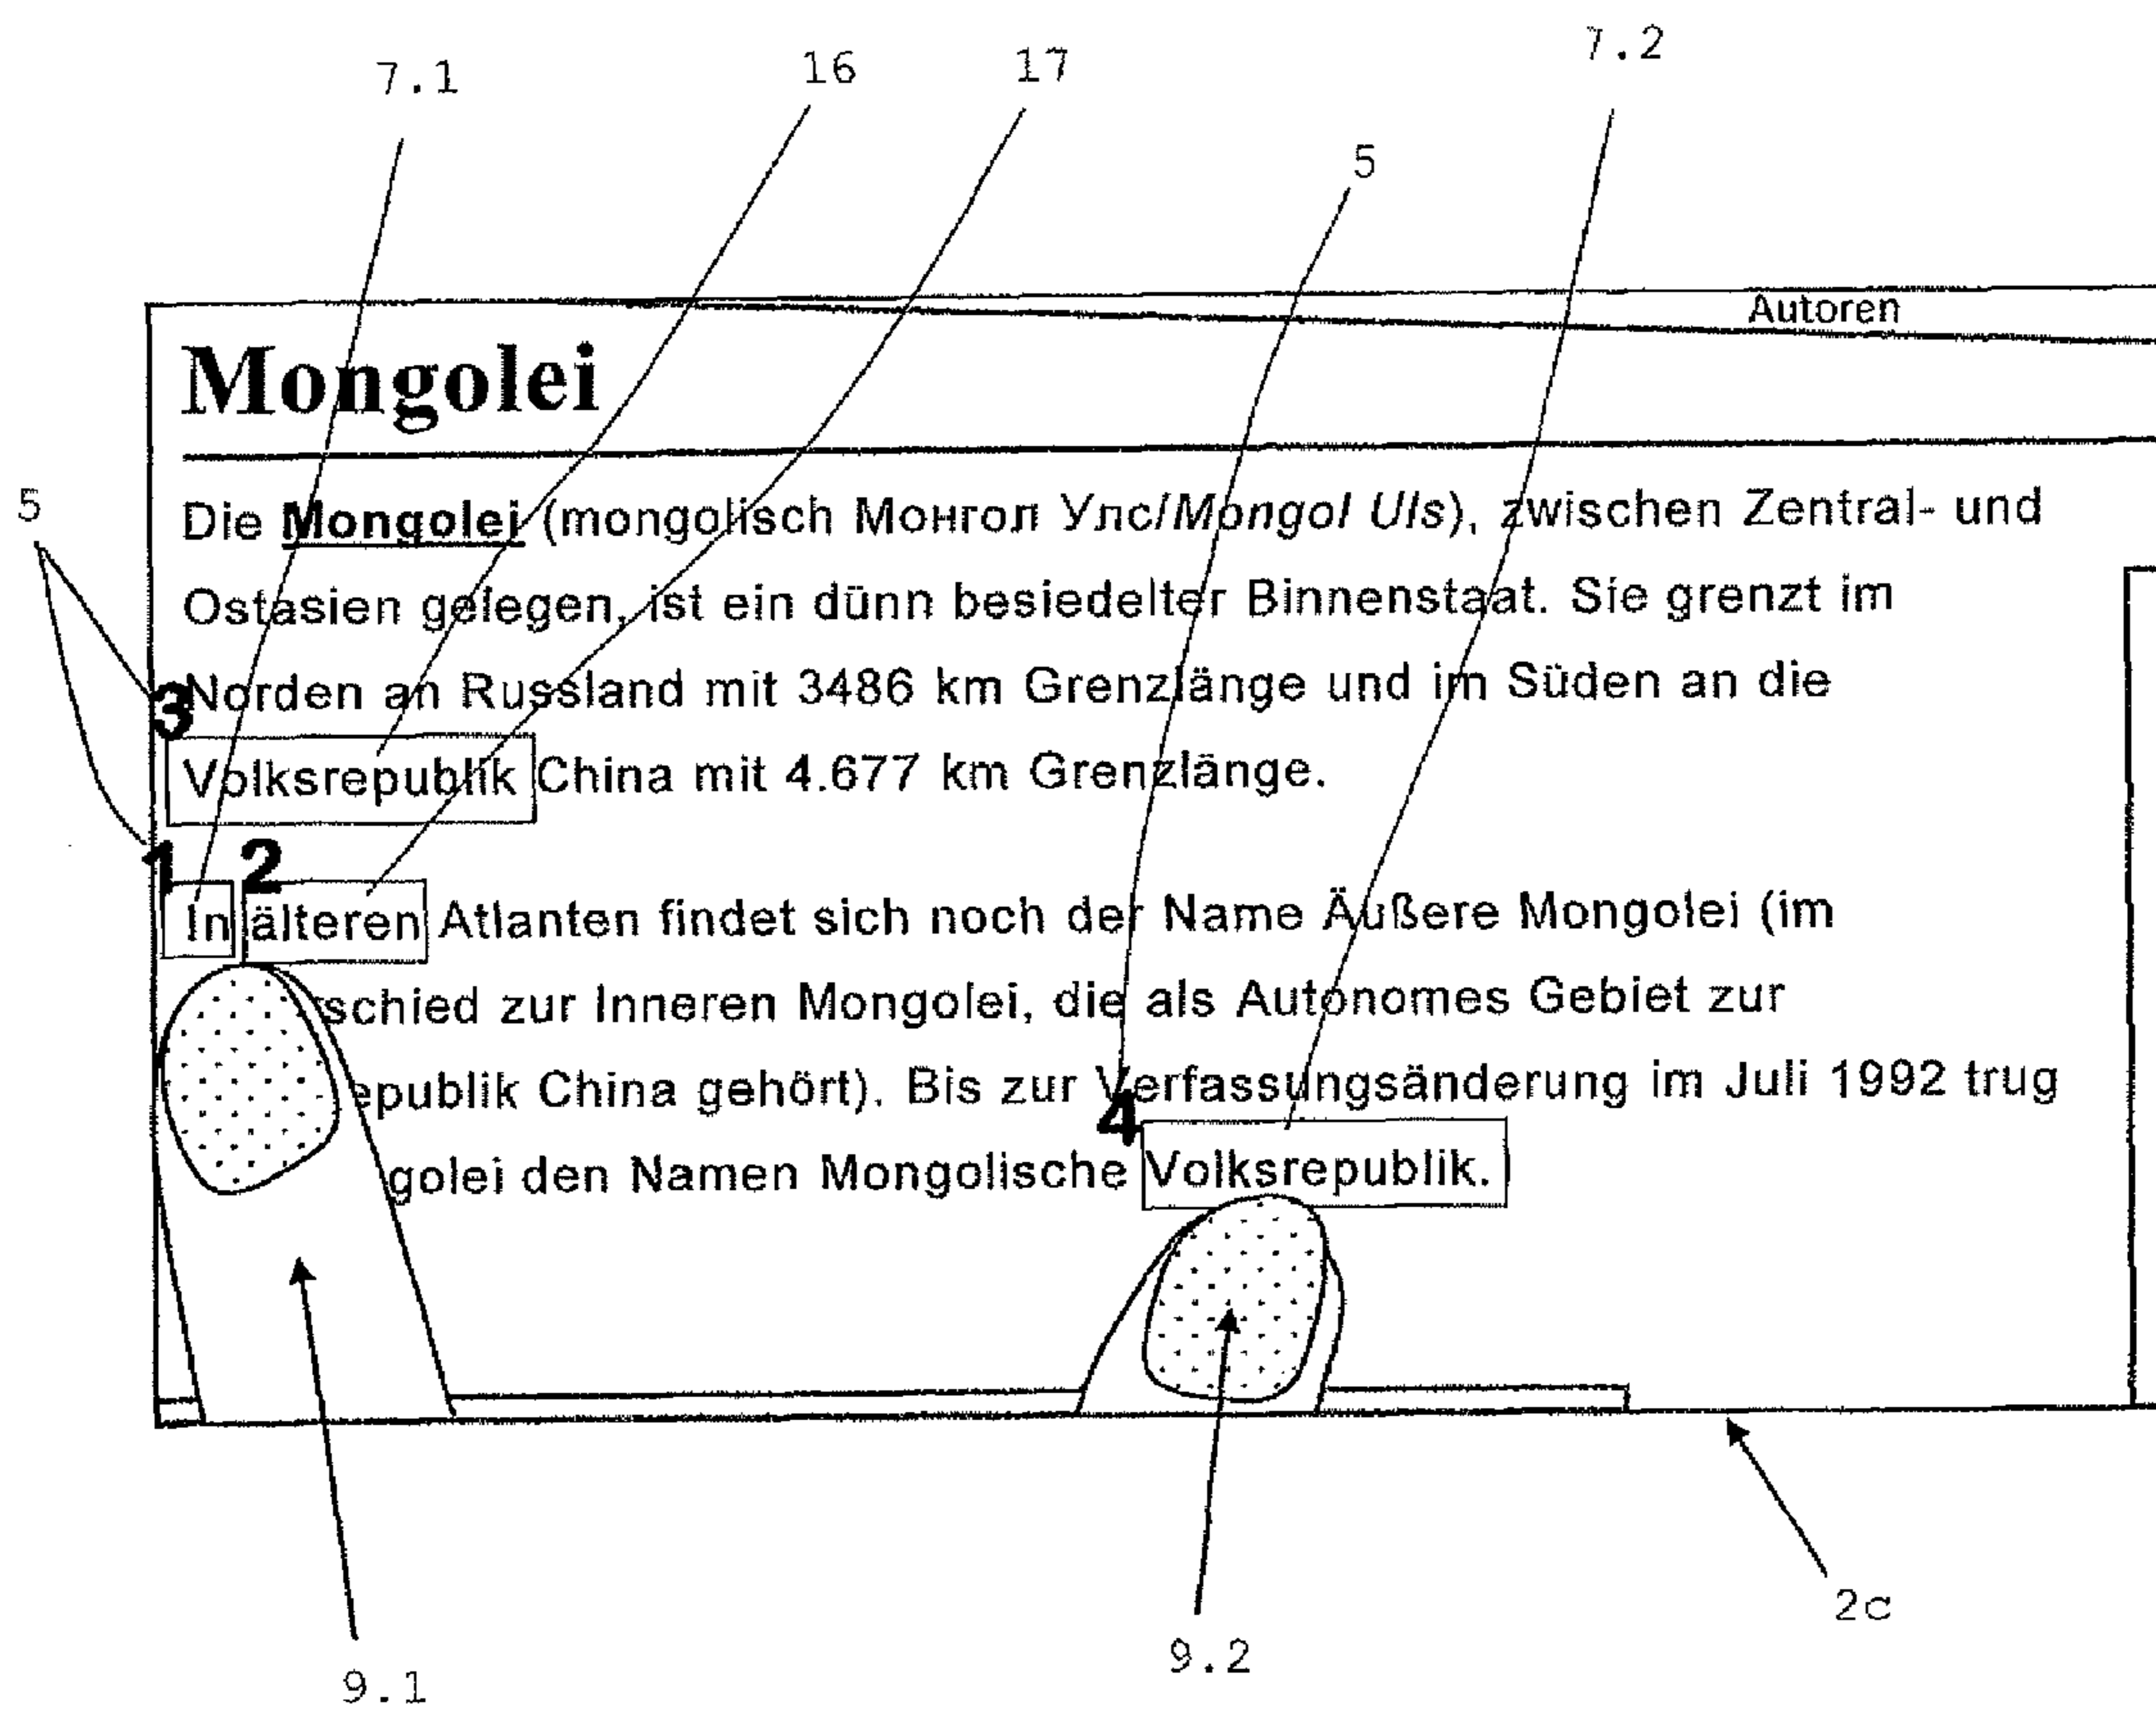 7.1 16 17 7.2
5
Autoren
Mongolei
5
Die Mongolei (mongolisch Монгол Улс/Mongol Uls), zwischen Zentral- und
Ostasien gelegen, ist ein dünn besiedelter Binnenstaat. Sie grenzt im
Norden an Russland mit 3486 km Grenzlänge und im Süden an die
3
Volksrepublik China mit 4.677 km Grenzlänge.
1 2
In älteren Atlanten findet sich noch der Name Äußere Mongolei (im
schied zur Inneren Mongolei, die als Autonomes Gebiet zur
epublik China gehört). Bis zur Verfassungsänderung im Juli 1992 trug
4
golei den Namen Mongolische Volksrepublik.
2c
9.2
9.1